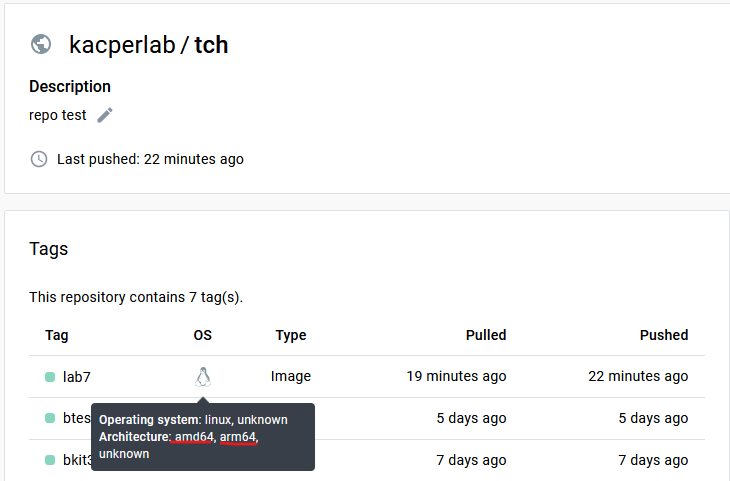 kacperlab / tch
Description
repo test
Last pushed: 22 minutes ago
Tags
This repository contains 7 tag(s).
Tag OS Type Pulled Pushed
lab7 Image 19 minutes ago 22 minutes ago
btes 5 days ago 5 days ago
Operating system: linux, unknown
Architecture: amd64, arm64,
unknown
bkit3 7 days ago 7 days ago